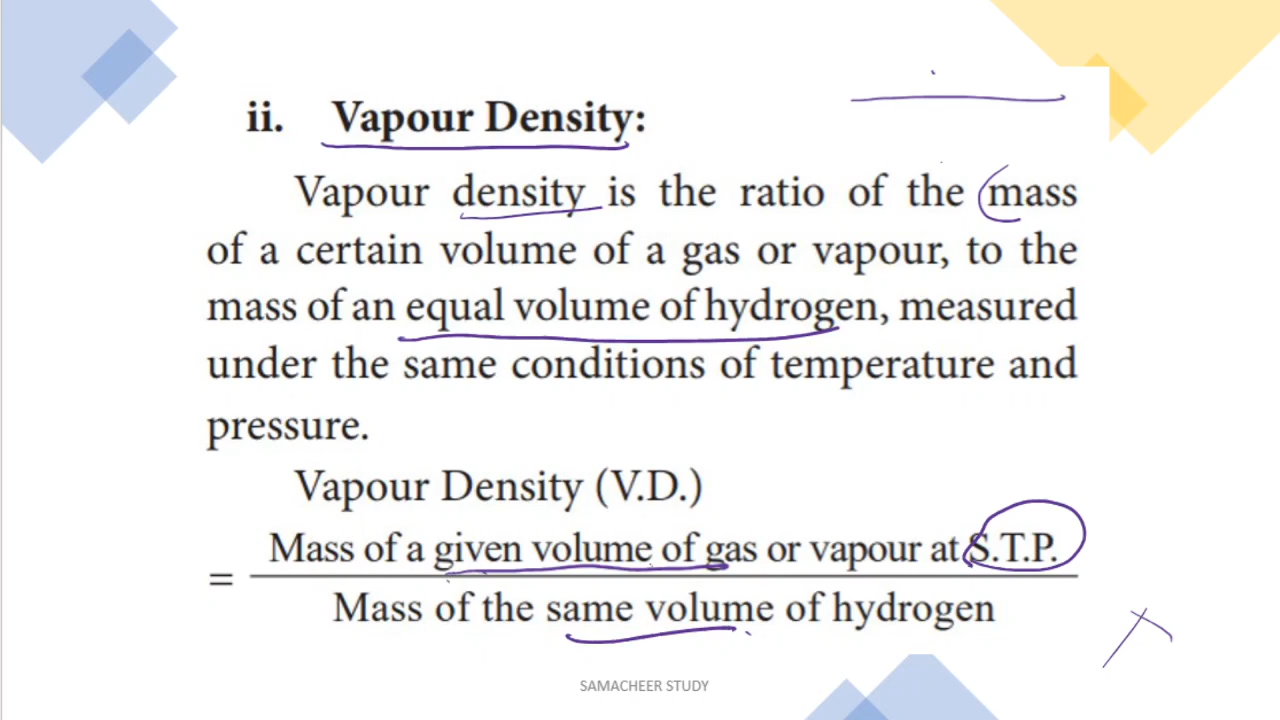 ii. Vapour Density:
Vapour density is the ratio of the mass
of a certain volume of a gas or vapour, to the
mass of an equal volume of hydrogen, measured
under the same conditions of temperature and
pressure.
Vapour Density (V.D.)
Mass of a given volume of gas or vapour at S.T.P.
=
Mass of the same volume of hydrogen
SAMACHEER STUDY